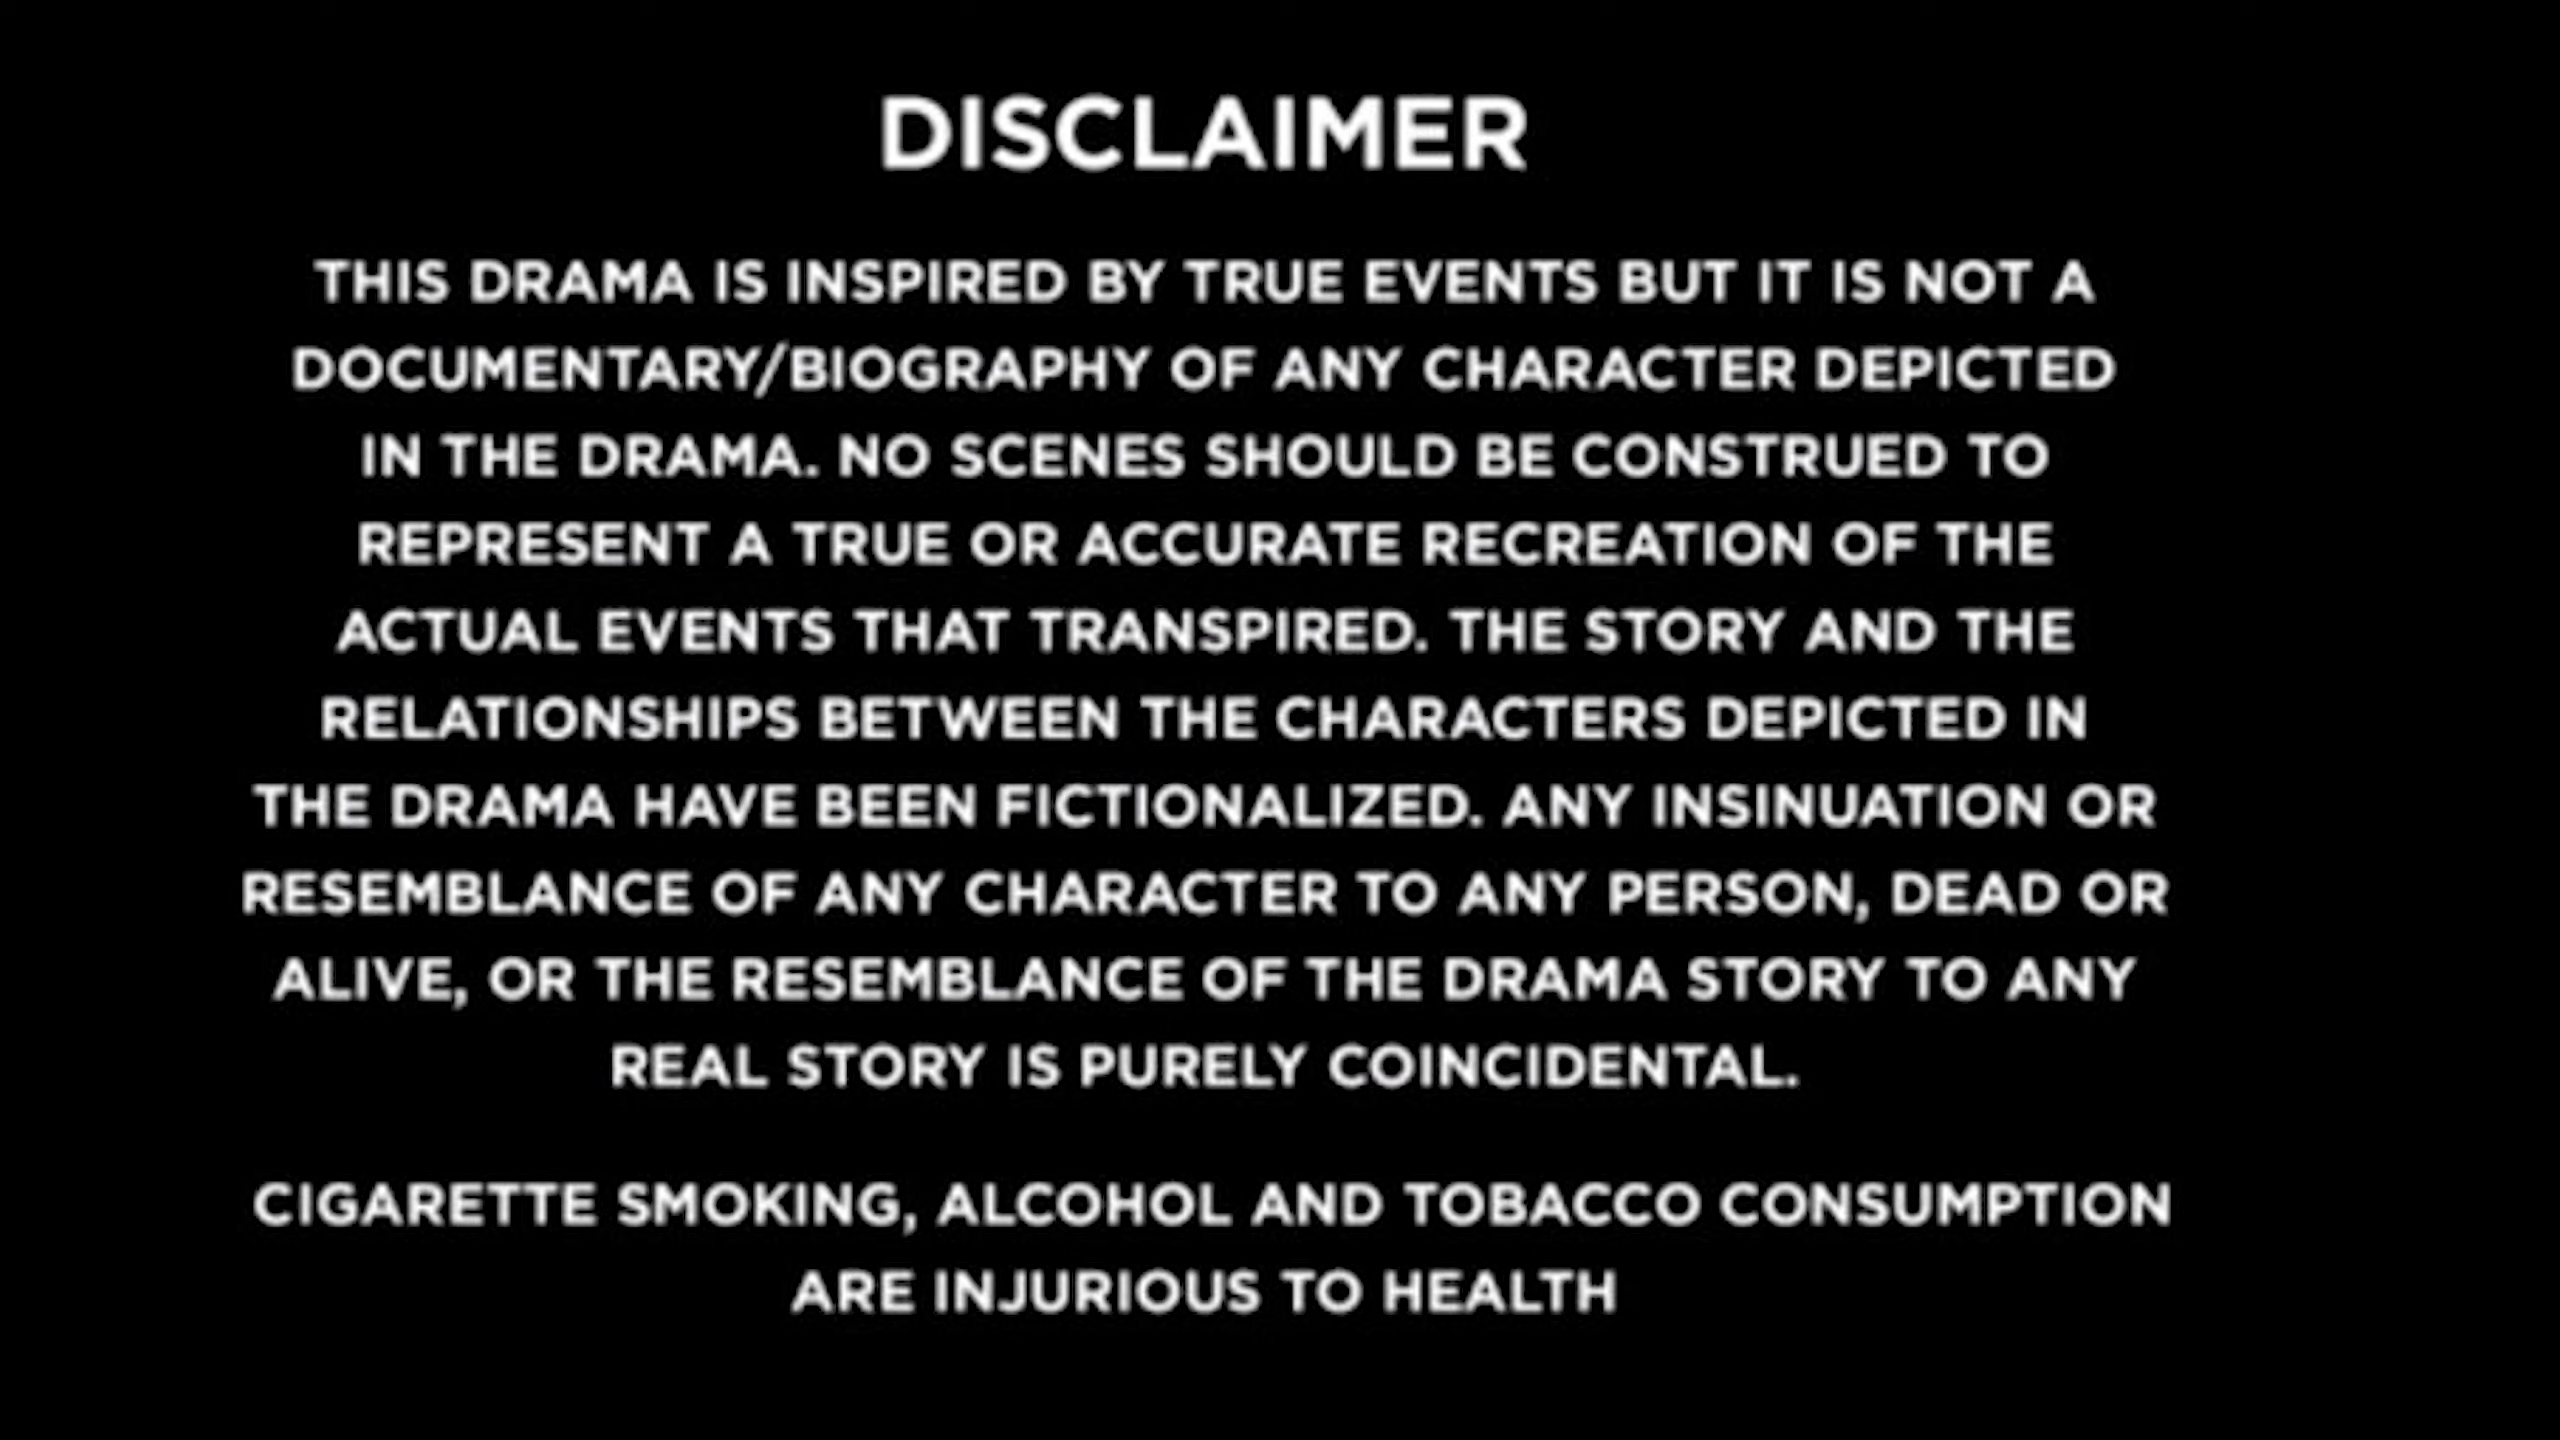 DISCLAIMER
THIS DRAMA IS INSPIRED BY TRUE EVENTS BUT IT IS NOT A
DOCUMENTARY/BIOGRAPHY OF ANY CHARACTER DEPICTED
IN THE DRAMA. NO SCENES SHOULD BE CONSTRUED TO
REPRESENT A TRUE OR ACCURATE RECREATION OF THE
ACTUAL EVENTS THAT TRANSPIRED. THE STORY AND THE
RELATIONSHIPS BETWEEN THE CHARACTERS DEPICTED IN
THE DRAMA HAVE BEEN FICTIONALIZED. ANY INSINUATION OR
RESEMBLANCE OF ANY CHARACTER TO ANY PERSON, DEAD OR
ALIVE, OR THE RESEMBLANCE OF THE DRAMA STORY TO ANY
REAL STORY IS PURELY COINCIDENTAL.
CIGARETTE SMOKING, ALCOHOL AND TOBACCO CONSUMPTION
ARE INJURIOUS TO HEALTH